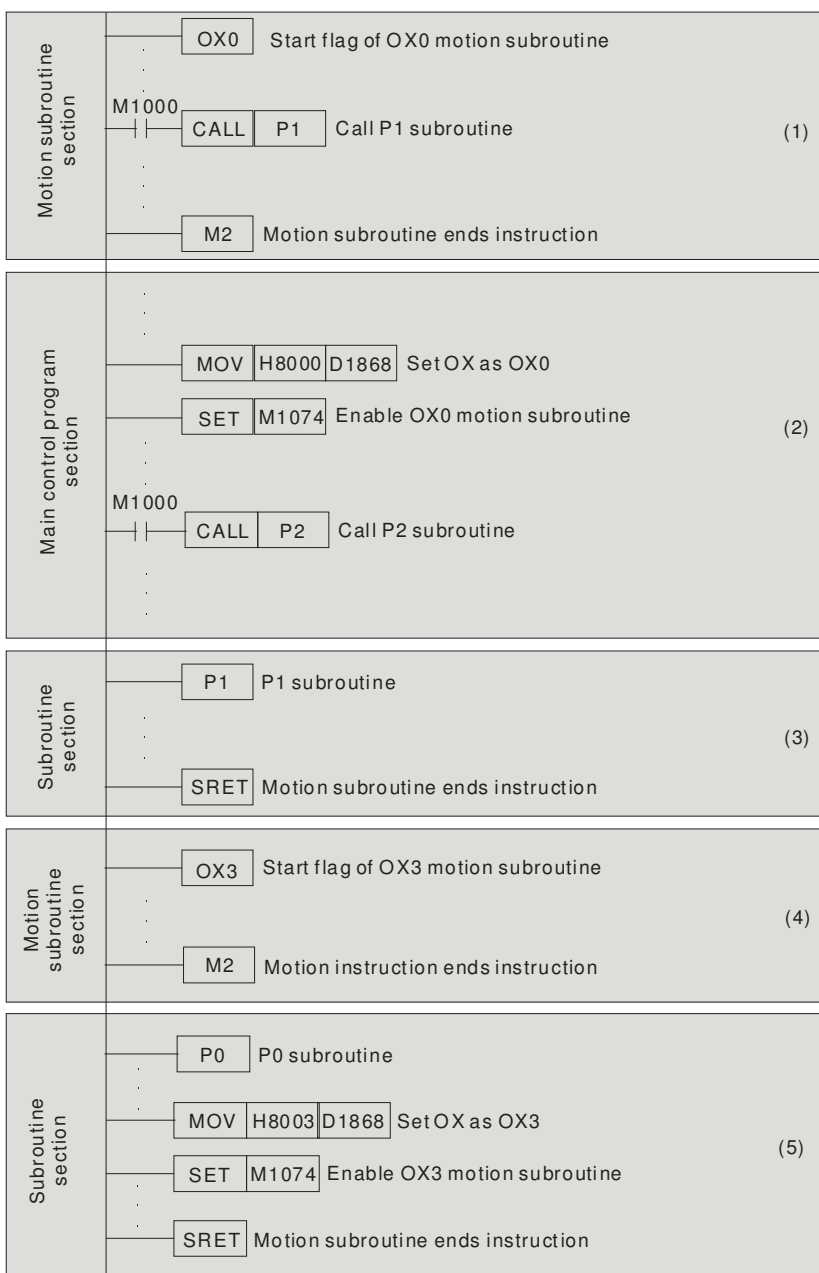 Motion subroutine
section
OX0 Start flag of OX0 motion subroutine
M1000
CALL P1 Call P1 subroutine
(1)
M2 Motion subroutine ends instruction
Main control program
section
MOV H8000 D1868 Set OX as OX0
SET M1074 Enable OX0 motion subroutine
(2)
M1000
CALL P2 Call P2 subroutine
Subroutine
section
P1 P1 subroutine
(3)
SRET Motion subroutine ends instruction
Motion
subroutine
section
OX3 Start flag of OX3 motion subroutine
(4)
M2 Motion instruction ends instruction
Subroutine
section
P0 P0 subroutine
MOV H8003 D1868 Set OX as OX3
(5)
SET M1074 Enable OX3 motion subroutine
SRET Motion subroutine ends instruction